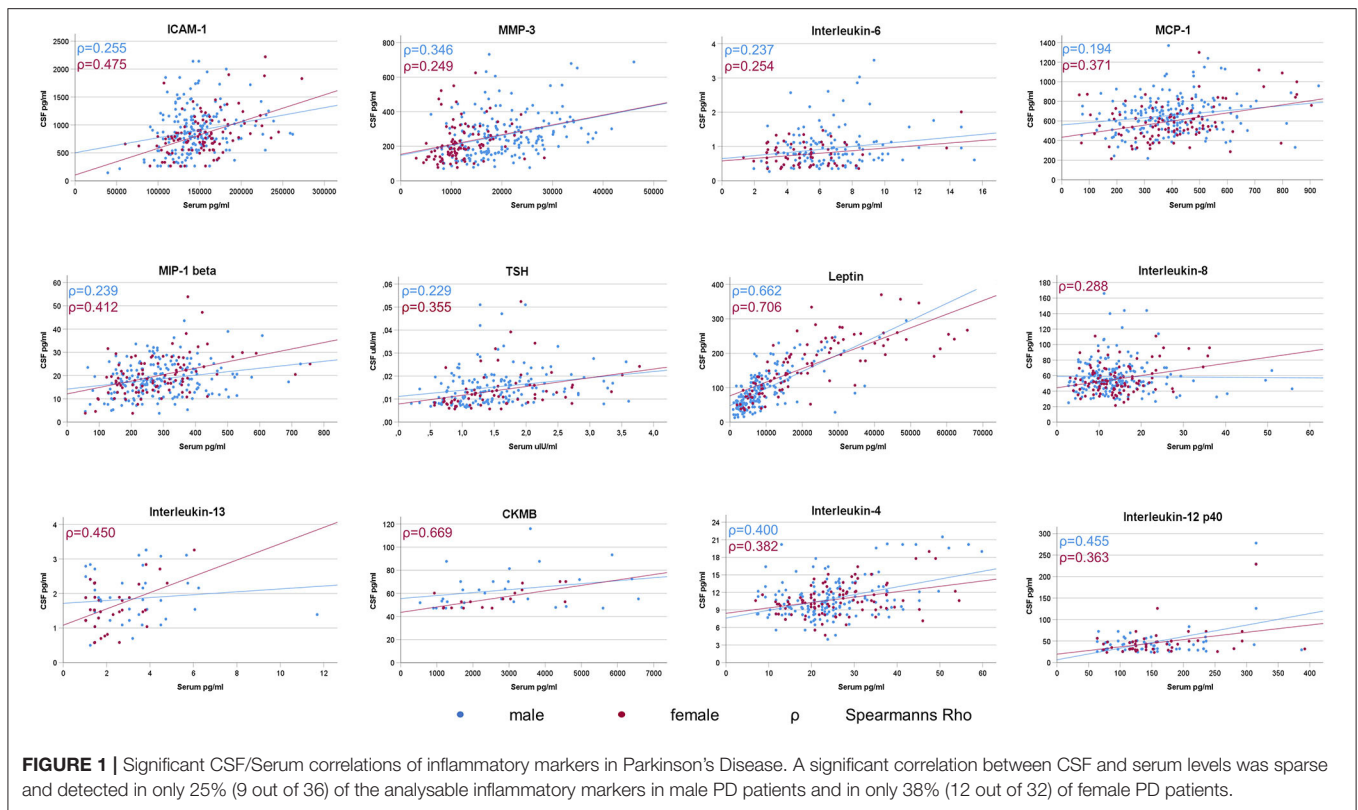 ICAM-1
ρ=0.255
ρ=0.475
CSF pg/ml
2500
2000
1500
1000
500
0
0 50000 100000 150000 200000 250000 300000
Serum pg/ml
MMP-3
ρ=0.346
ρ=0.249
CSF pg/ml
800
600
400
200
0
0 10000 20000 30000 40000 50000
Serum pg/ml
Interleukin-6
ρ=0.237
ρ=0.254
CSF pg/ml
4
3
2
1
0
0 2 4 6 8 10 12 14 16
Serum pg/ml
MCP-1
ρ=0.194
ρ=0.371
CSF pg/ml
1400
1200
1000
800
600
400
200
0
0 100 200 300 400 500 600 700 800 900
Serum pg/ml
MIP-1 beta
ρ=0.239
ρ=0.412
CSF pg/ml
60
50
40
30
20
10
0
0 100 200 300 400 500 600 700 800
Serum pg/ml
TSH
ρ=0.229
ρ=0.355
CSF uIU/ml
,06
,05
,04
,03
,02
,01
,00
,0 ,5 1,0 1,5 2,0 2,5 3,0 3,5 4,0
Serum uIU/ml
Leptin
ρ=0.662
ρ=0.706
CSF pg/ml
400
300
200
100
0
0 10000 20000 30000 40000 50000 60000 70000
Serum pg/ml
Interleukin-8
ρ=0.288
CSF pg/ml
180
160
140
120
100
80
60
40
20
0
0 10 20 30 40 50 60
Serum pg/ml
Interleukin-13
ρ=0.450
CSF pg/ml
4
3
2
1
0
0 2 4 6 8 10 12
Serum pg/ml
CKMB
ρ=0.669
CSF pg/ml
120
100
80
60
40
20
0
0 1000 2000 3000 4000 5000 6000 7000
Serum pg/ml
Interleukin-4
ρ=0.400
ρ=0.382
CSF pg/ml
24
21
18
15
12
9
6
3
0
0 10 20 30 40 50 60
Serum pg/ml
Interleukin-12 p40
ρ=0.455
ρ=0.363
CSF pg/ml
300
250
200
150
100
50
0
0 50 100 150 200 250 300 350 400
Serum pg/ml
male female ρ Spearmanns Rho
FIGURE 1 | Significant CSF/Serum correlations of inflammatory markers in Parkinson's Disease. A significant correlation between CSF and serum levels was sparse
and detected in only 25% (9 out of 36) of the analysable inflammatory markers in male PD patients and in only 38% (12 out of 32) of female PD patients.